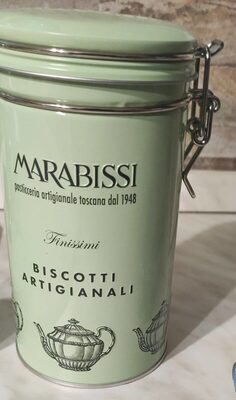 MARABISSI
pasticceria artigianale toscana dal 1948
Finissimi
BISCOTTI
ARTIGIANALI